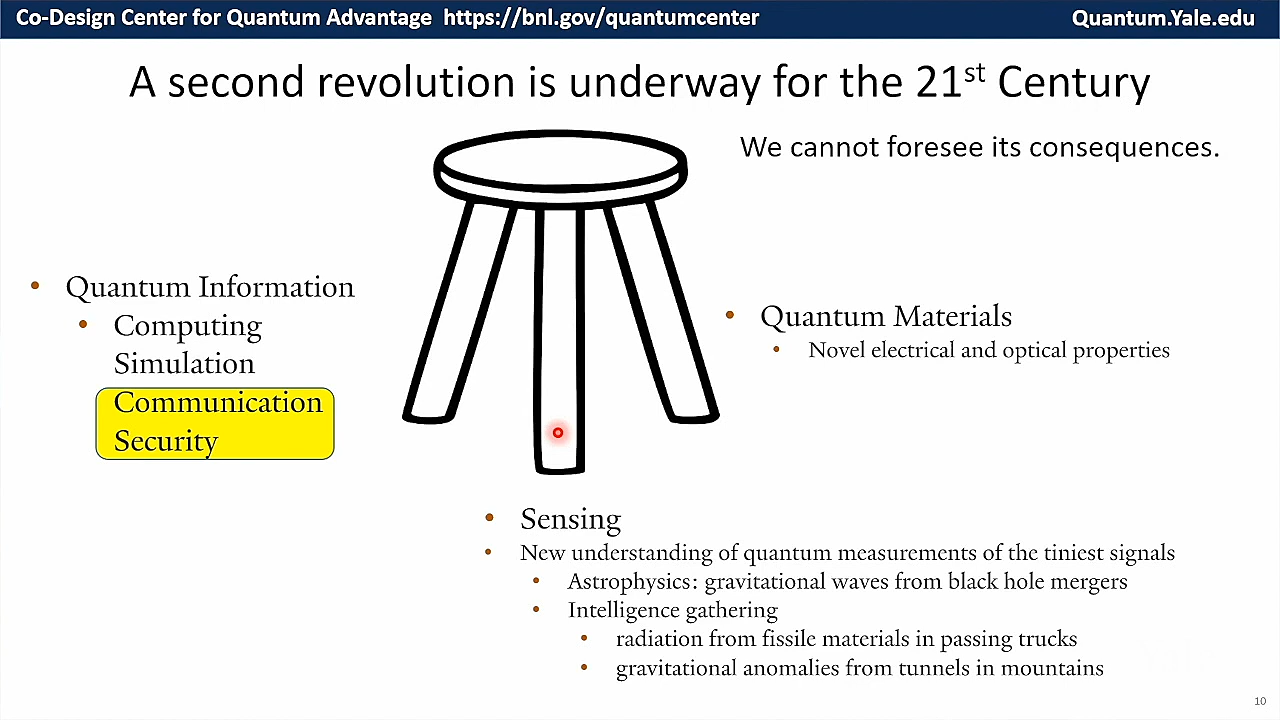 Co-Design Center for Quantum Advantage https://bnl.gov/quantumcenter
Quantum.Yale.edu
A second revolution is underway for the 21st Century
We cannot foresee its consequences.
• Quantum Information
• Computing
Simulation
Communication
Security
• Quantum Materials
• Novel electrical and optical properties
• Sensing
• New understanding of quantum measurements of the tiniest signals
• Astrophysics: gravitational waves from black hole mergers
• Intelligence gathering
• radiation from fissile materials in passing trucks
• gravitational anomalies from tunnels in mountains
10